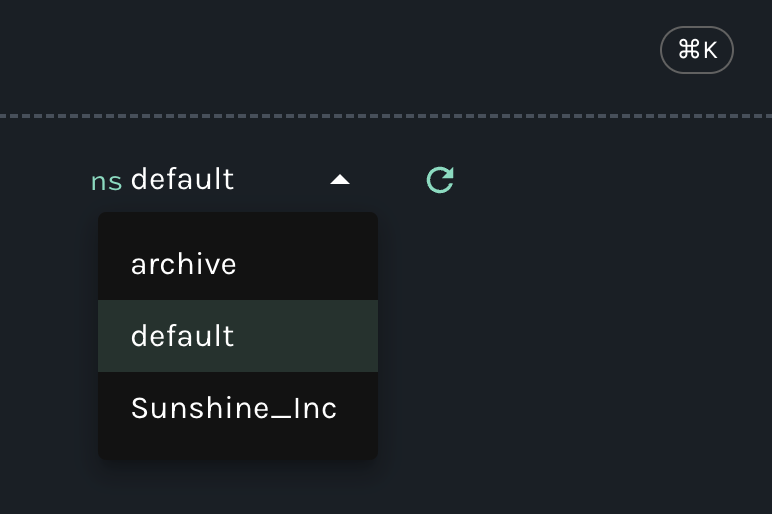 ⌘K
ns default
archive
default
Sunshine_Inc